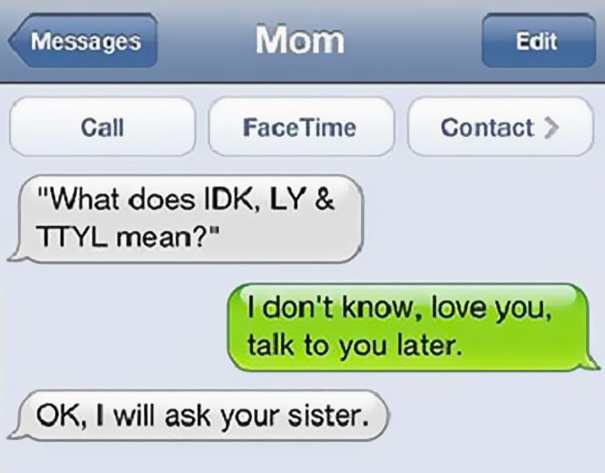 Messages
Mom
Edit
Call
FaceTime
Contact
"What does IDK, LY &
TTYL mean?"
I don't know, love you,
talk to you later.
OK, I will ask your sister.